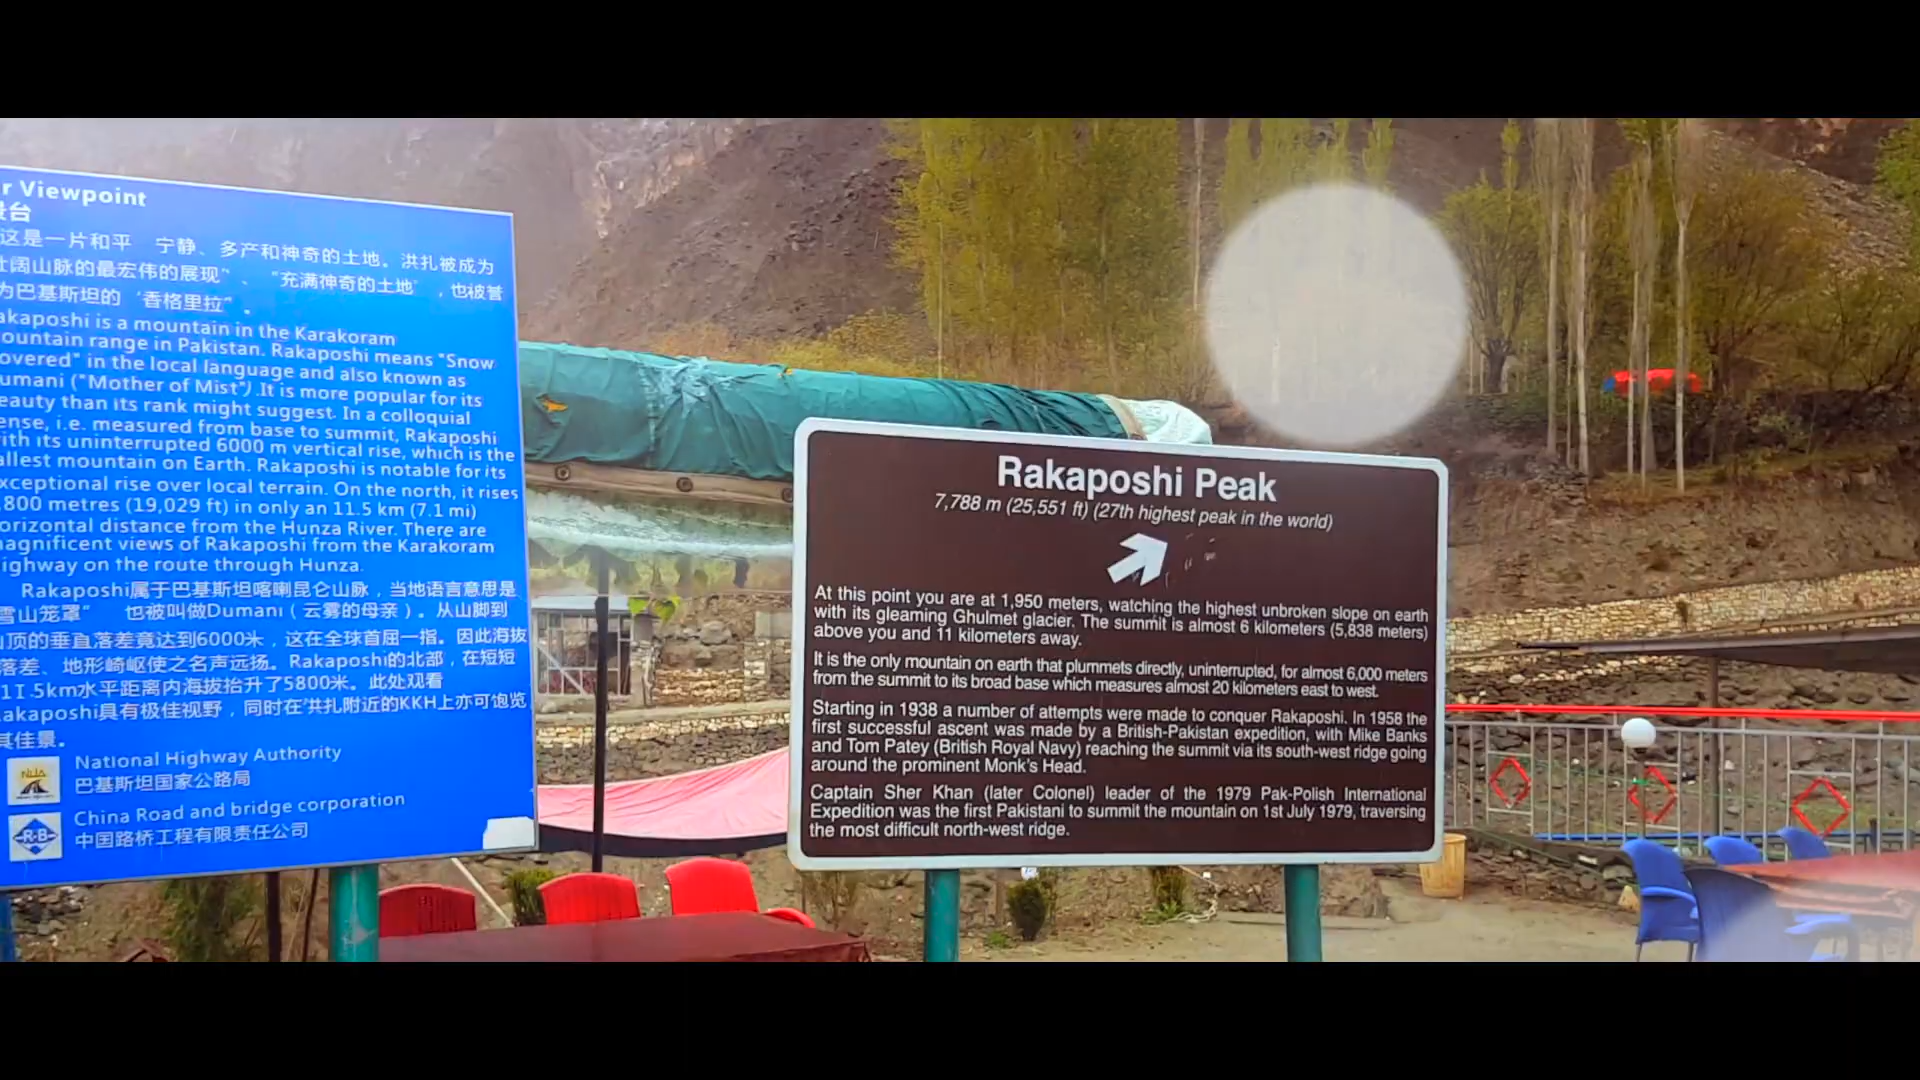 r Viewpoint
景台
这是一片和平 宁静、多产和神奇的土地。洪扎被成为
壮阔山脉的最宏伟的展现”、“充满神奇的土地’,也被誉
为巴基斯坦的‘香格里拉”。
akaposhi is a mountain in the Karakoram
ountain range in Pakistan. Rakaposhi means "Snow
overed" in the local language and also known as
umani ("Mother of Mist").It is more popular for its
eauty than its rank might suggest. In a colloquial
ense, i.e. measured from base to summit, Rakaposhi
ith its uninterrupted 6000 m vertical rise, which is the
allest mountain on Earth. Rakaposhi is notable for its
xceptional rise over local terrain. On the north, it rises
,800 metres (19,029 ft) in only an 11.5 km (7.1 mi)
orizontal distance from the Hunza River. There are
agnificent views of Rakaposhi from the Karakoram
ighway on the route through Hunza.
Rakaposhi属于巴基斯坦喀喇昆仑山脉，当地语言意思是
雪山笼罩” 也被叫做Dumani（云雾的母亲）。从山脚到
山顶的垂直落差竟达到6000米，这在全球首屈一指。因此海拔
落差、地形崎岖使之名声远扬。Rakaposhi的北部，在短短
11.5km水平距离内海拔抬升了5800米。此处观看
akaposhi具有极佳视野，同时在洪扎附近的KKH上亦可饱览
其佳景。
NHA
National Highway Authority
巴基斯坦国家公路局
R-B
China Road and bridge corporation
中国路桥工程有限责任公司
Rakaposhi Peak
7,788 m (25,551 ft) (27th highest peak in the world)
At this point you are at 1,950 meters, watching the highest unbroken slope on earth
with its gleaming Ghulmet glacier. The summit is almost 6 kilometers (5,838 meters)
above you and 11 kilometers away.
It is the only mountain on earth that plummets directly, uninterrupted, for almost 6,000 meters
from the summit to its broad base which measures almost 20 kilometers east to west.
Starting in 1938 a number of attempts were made to conquer Rakaposhi. In 1958 the
first successful ascent was made by a British-Pakistan expedition, with Mike Banks
and Tom Patey (British Royal Navy) reaching the summit via its south-west ridge going
around the prominent Monk's Head.
Captain Sher Khan (later Colonel) leader of the 1979 Pak-Polish International
Expedition was the first Pakistani to summit the mountain on 1st July 1979, traversing
the most difficult north-west ridge.